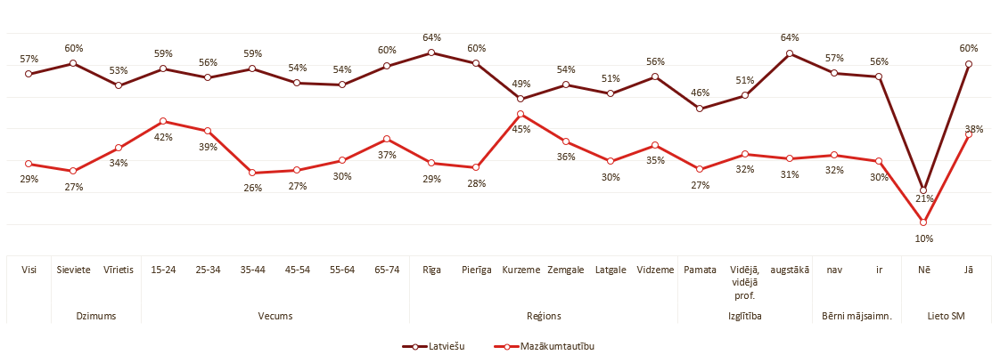 57% 60% 53% 59% 56% 59% 54% 54% 60% 64% 60% 49% 54% 51% 56% 46% 51% 64% 57% 56% 21% 60%
29% 27% 34% 42% 39% 26% 27% 30% 37% 29% 28% 45% 36% 30% 35% 27% 32% 31% 32% 30% 10% 38%
Visi Sieviete Vīrietis 15-24 25-34 35-44 45-54 55-64 65-74 Rīga Pierīga Kurzeme Zemgale Latgale Vidzeme Pamata Vidējā, augstākā nav ir Nē Jā
vidējā
prof.
Dzimums Vecums Reģions Izglītība Bērni mājsaimn. Lieto SM
Latviešu Mazākumtautību